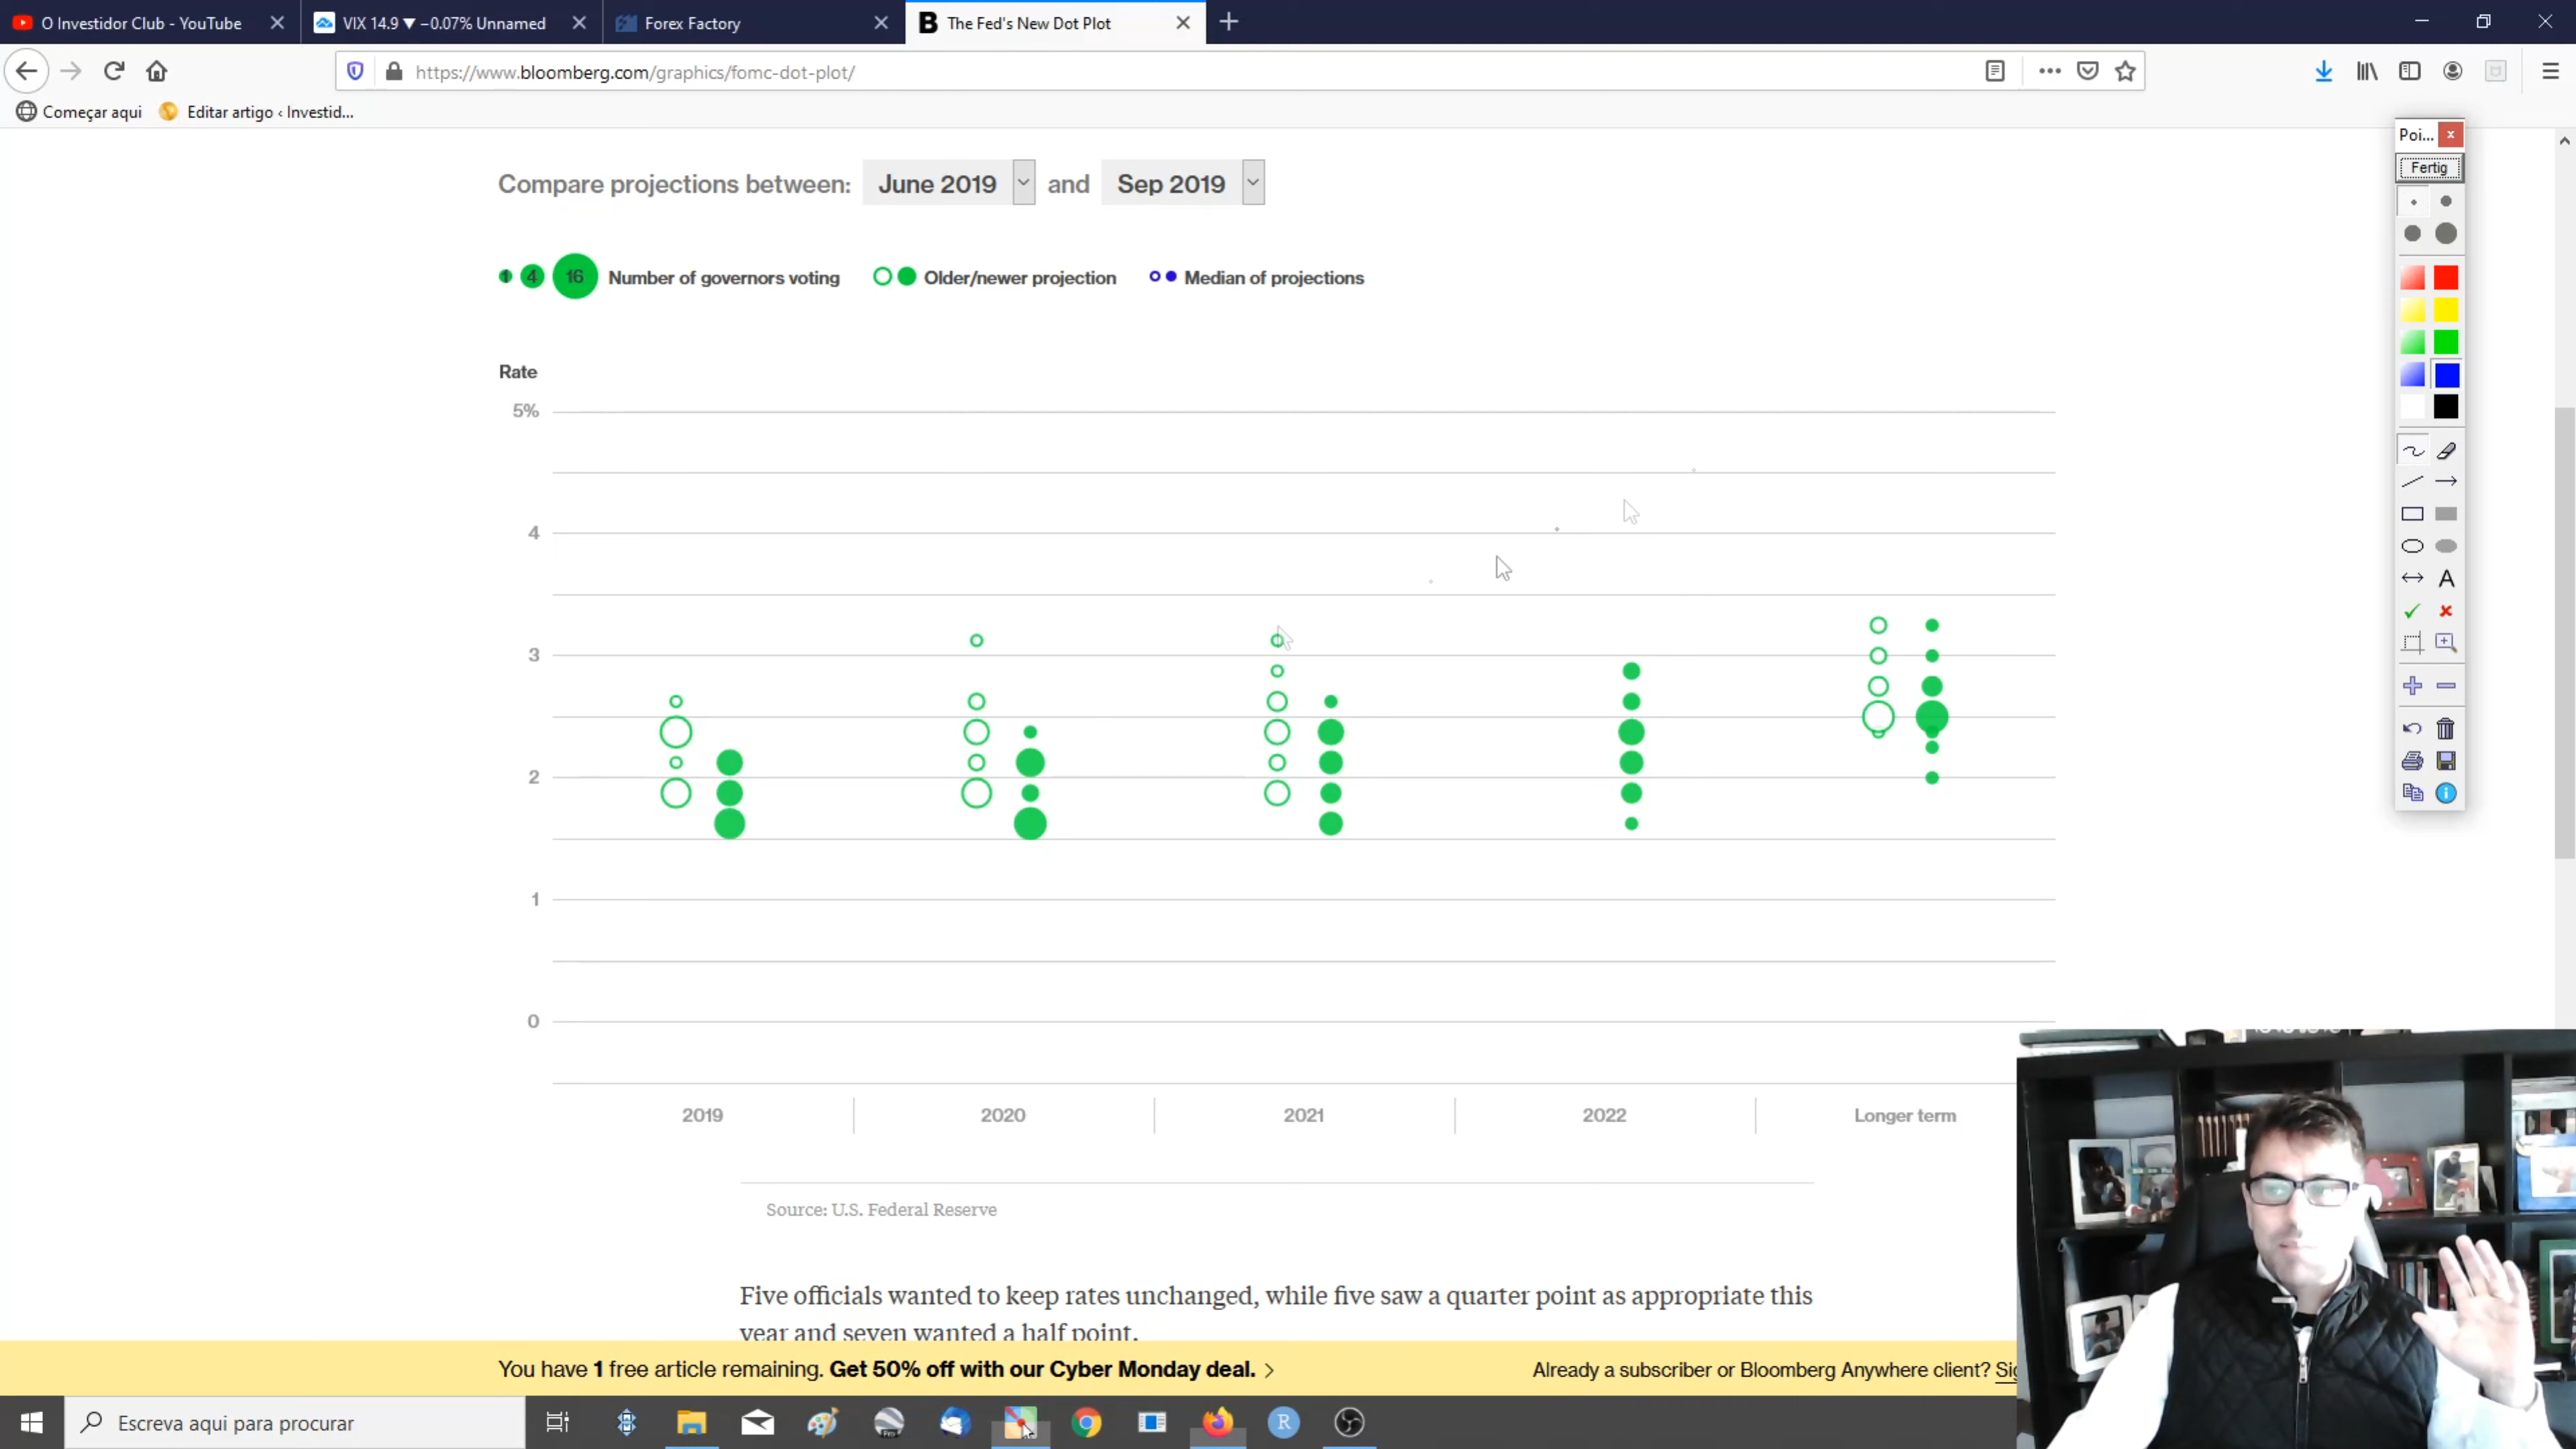 O Investidor Club - YouTube
VIX 14.9 ▼ −0.07% Unnamed
Forex Factory
B The Fed's New Dot Plot
https://www.bloomberg.com/graphics/fomc-dot-plot/
Começar aqui
Editar artigo ‹ Investid...
Poi...
Fertig
Compare projections between: June 2019 and Sep 2019
1 4 16 Number of governors voting
Older/newer projection
Median of projections
Rate
5%
4
3
2
1
0
2019
2020
2021
2022
Longer term
Source: U.S. Federal Reserve
Five officials wanted to keep rates unchanged, while five saw a quarter point as appropriate this
year and seven wanted a half point.
You have 1 free article remaining. Get 50% off with our Cyber Monday deal. >
Already a subscriber or Bloomberg Anywhere client?
Escreva aqui para procurar
Pro
R
A